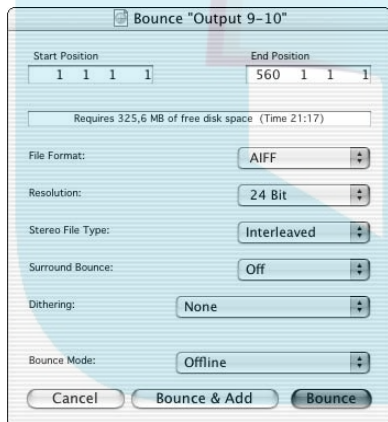 Bounce "Output 9-10"
Start Position End Position
1 1 1 1 560 1 1 1
Requires 325,6 MB of free disk space (Time 21:17)
File Format: AIFF
Resolution: 24 Bit
Stereo File Type: Interleaved
Surround Bounce: Off
Dithering: None
Bounce Mode: Offline
Cancel Bounce & Add Bounce